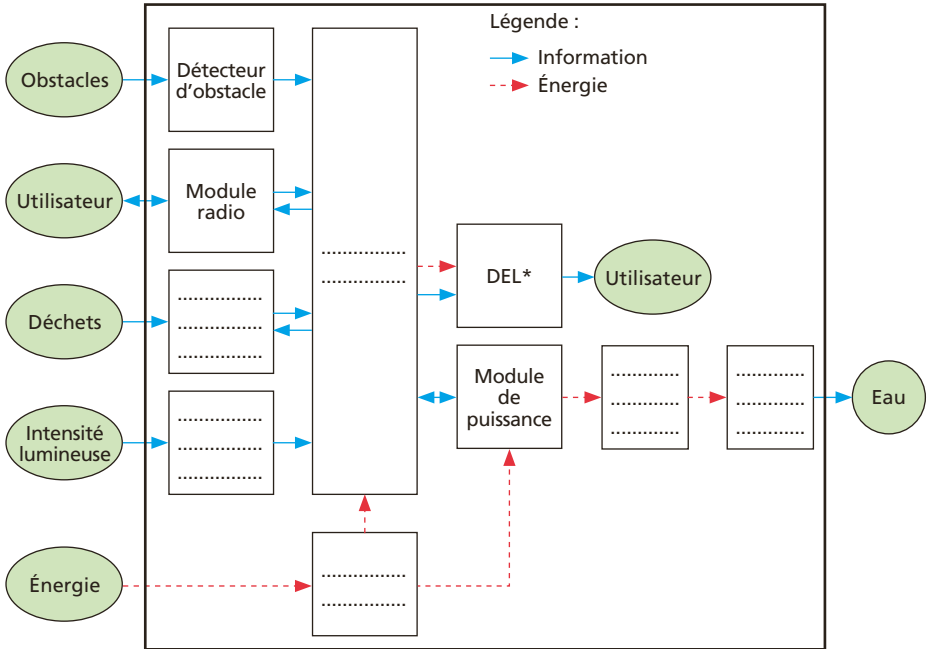 Légende :
Information
Énergie
Obstacles
Détecteur
d'obstacle
Utilisateur
Module
radio
Déchets
..................
..................
..................
Intensité
lumineuse
..................
..................
..................
..................
..................
DEL*
Utilisateur
Module
de
puissance
..............
..............
..............
..............
..............
..............
Eau
Énergie
.................
.................